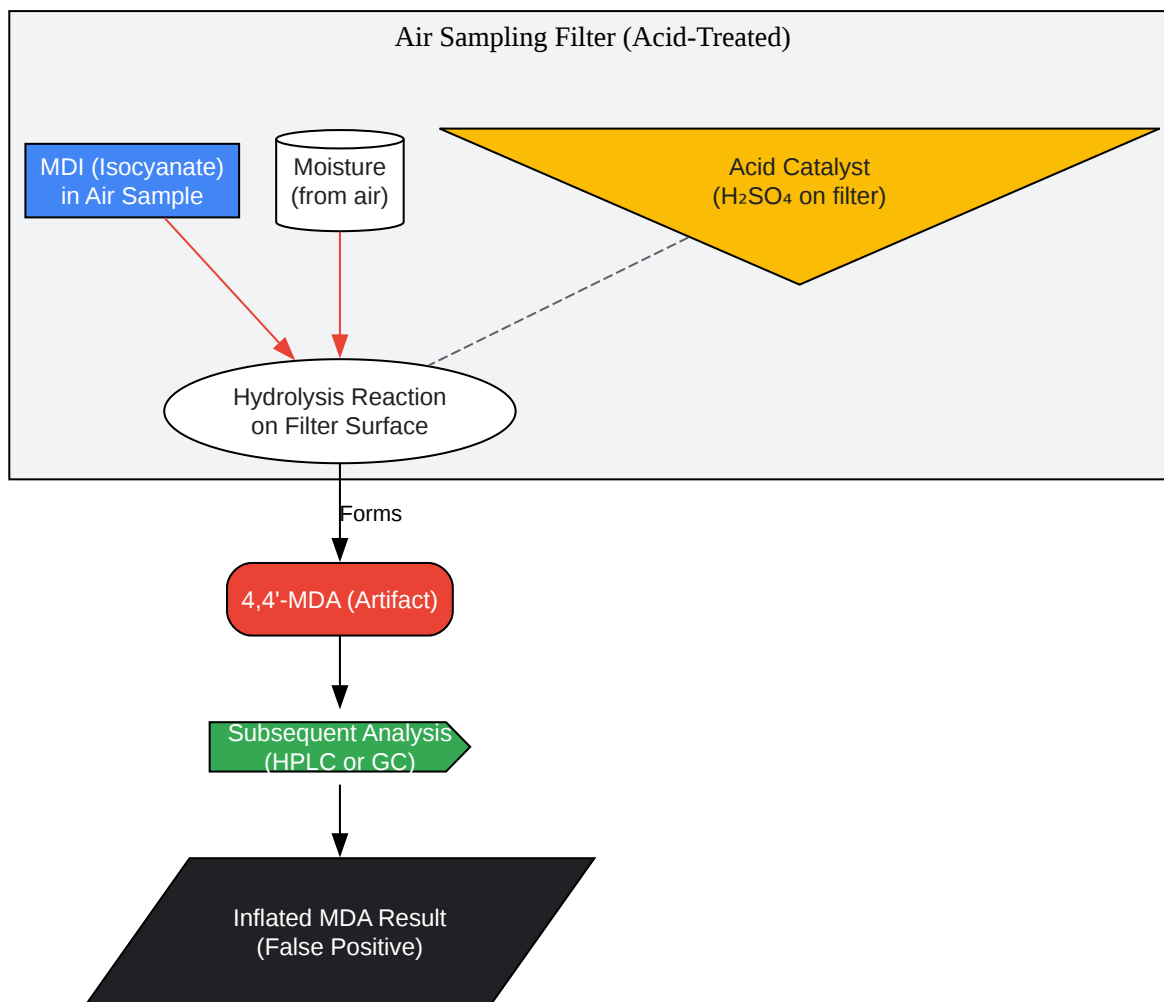 Air Sampling Filter (Acid-Treated)
MDI (Isocyanate)
in Air Sample
Moisture
(from air)
Acid Catalyst
(H₂SO₄ on filter)
Hydrolysis Reaction
on Filter Surface
Forms
4,4'-MDA (Artifact)
Subsequent Analysis
(HPLC or GC)
Inflated MDA Result
(False Positive)